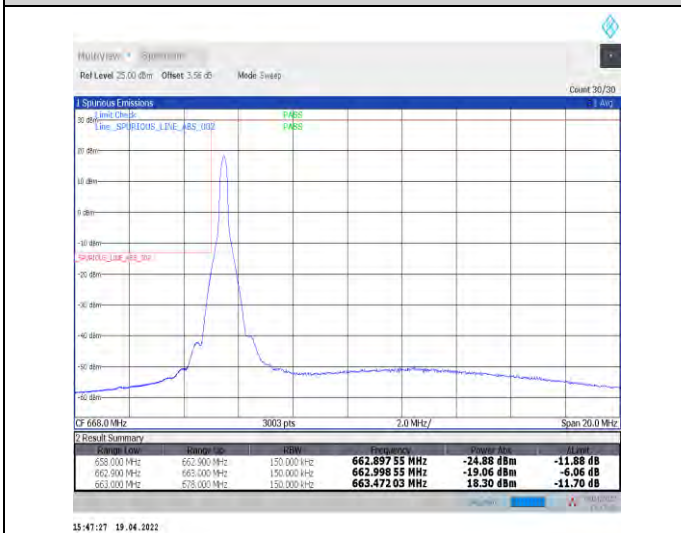 MultiView Spectrum
Ref Level 25.00 dBm Offset 3.56 dB Mode Sweep
Count 30/30
1 Spurious Emissions 1 Avg
Limit Check PASS
30 dBm
Line _SPURIOUS_LINE_ABS_002 PASS
20 dBm
10 dBm
0 dBm
-10 dBm
_SPURIOUS_LINE_ABS_002
-20 dBm
-30 dBm
-40 dBm
-50 dBm
-60 dBm
CF 668.0 MHz 3003 pts 2.0 MHz/ Span 20.0 MHz
2 Result Summary
Range Low Range Up RBW Frequency Power Abs ΔLimit
658.000 MHz 662.900 MHz 150.000 kHz 662.897 55 MHz -24.88 dBm -11.88 dB
662.900 MHz 663.000 MHz 150.000 kHz 662.998 55 MHz -19.06 dBm -6.06 dB
663.000 MHz 678.000 MHz 150.000 kHz 663.472 03 MHz 18.30 dBm -11.70 dB
15:47:27 19.04.2022